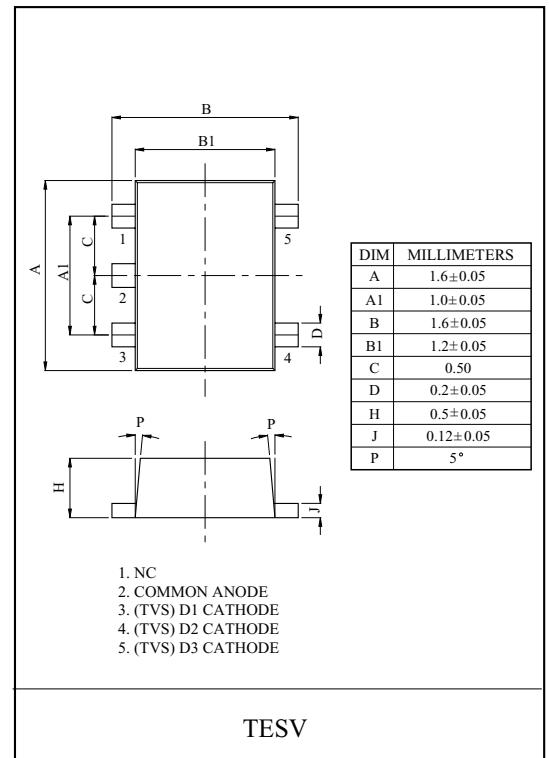 B
B1
A
A1
C
C
1
2
3
5
4
D
P
P
H
J
DIM MILLIMETERS
A 1.6±0.05
A1 1.0±0.05
B 1.6±0.05
B1 1.2±0.05
C 0.50
D 0.2±0.05
H 0.5±0.05
J 0.12±0.05
P 5°
1. NC
2. COMMON ANODE
3. (TVS) D1 CATHODE
4. (TVS) D2 CATHODE
5. (TVS) D3 CATHODE
TESV